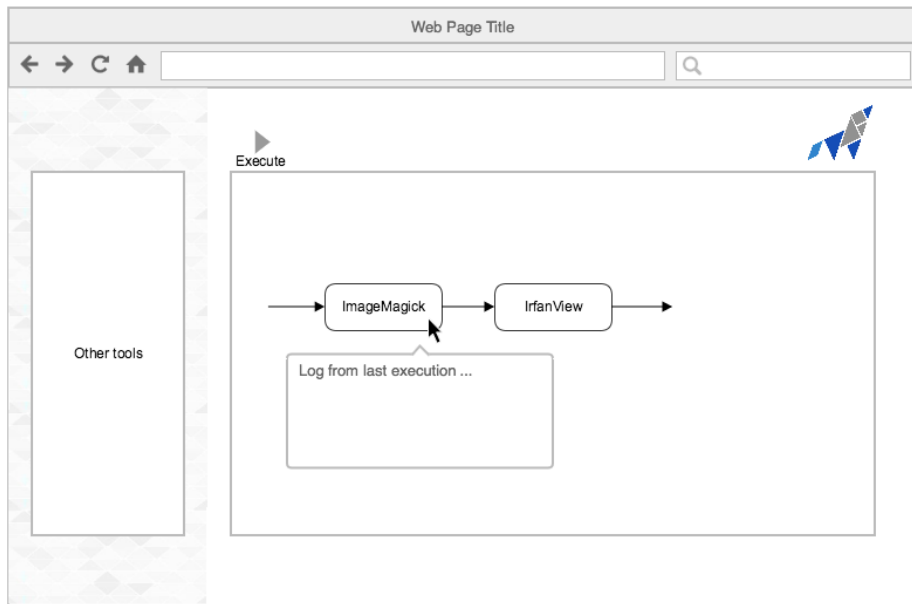 Web Page Title
Execute
ImageMagick
IrfanView
Other tools
Log from last execution ...